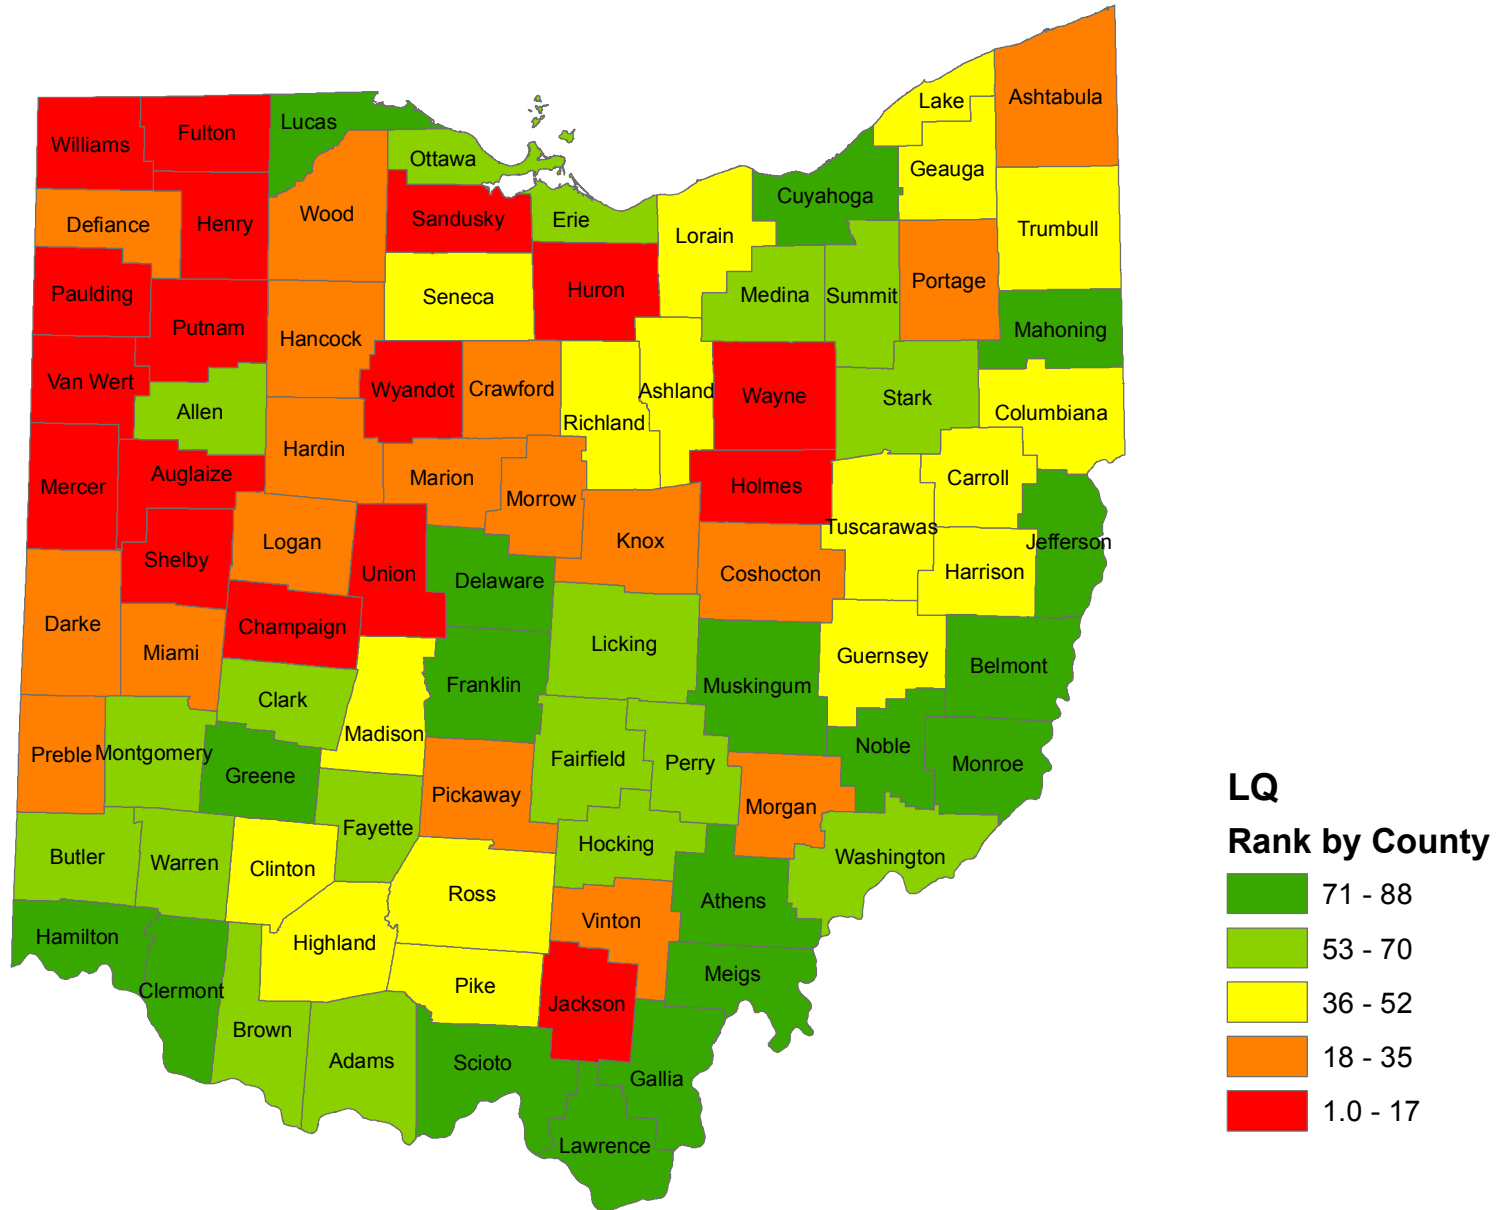 Ashtabula
Lake
Geauga
Lucas
Fulton
Williams
Ottawa
Cuyahoga
Wood
Sandusky
Erie
Defiance
Henry
Lorain
Trumbull
Paulding
Seneca
Huron
Medina
Summit
Portage
Putnam
Hancock
Mahoning
Van Wert
Wyandot
Crawford
Ashland
Wayne
Stark
Allen
Richland
Columbiana
Hardin
Auglaize
Mercer
Marion
Morrow
Holmes
Carroll
Tuscarawas
Logan
Knox
Jefferson
Shelby
Union
Delaware
Coshocton
Harrison
Darke
Champaign
Miami
Licking
Guernsey
Belmont
Clark
Franklin
Muskingum
Madison
Preble
Montgomery
Greene
Fairfield
Perry
Noble
Monroe
Pickaway
Morgan
Fayette
Hocking
Butler
Warren
Clinton
Washington
Ross
Athens
Vinton
Hamilton
Highland
Clermont
Pike
Jackson
Meigs
Brown
Adams
Scioto
Gallia
Lawrence
LQ
Rank by County
71 - 88
53 - 70
36 - 52
18 - 35
1.0 - 17